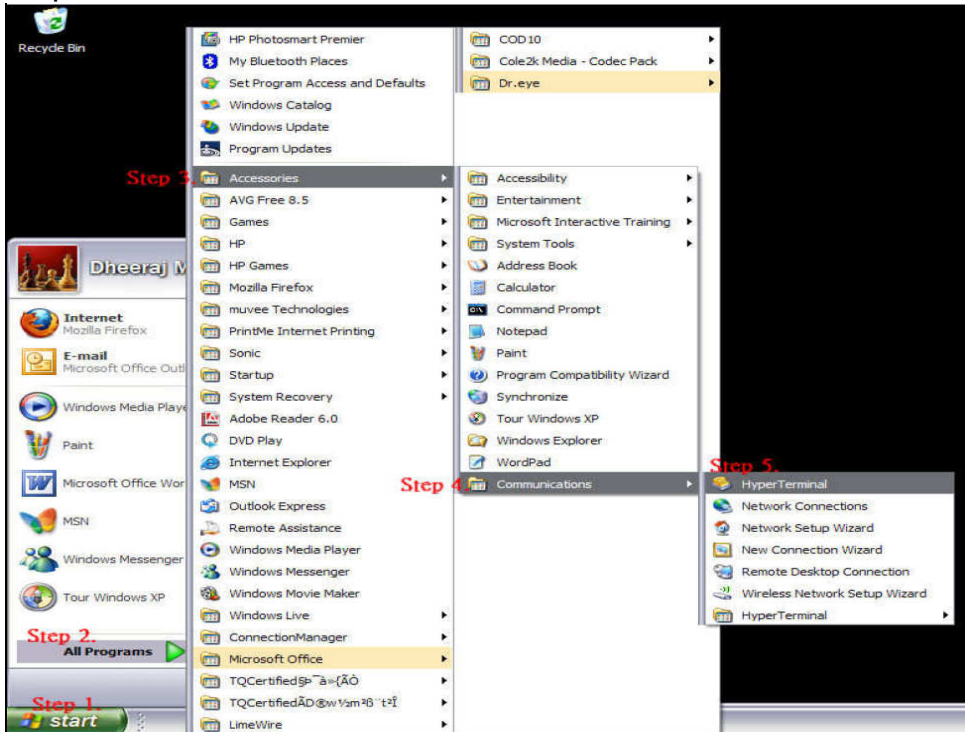 Recycle Bin
HP Photosmart Premier
My Bluetooth Places
Set Program Access and Defaults
Windows Catalog
Windows Update
Program Updates
COD10
Cole2k Media - Codec Pack
Dr.eye
Step 3.
Accessories
AVG Free 8.5
Games
HP
HP Games
Mozilla Firefox
muvee Technologies
PrintMe Internet Printing
Sonic
Startup
System Recovery
Adobe Reader 6.0
DVD Play
Internet Explorer
MSN
Outlook Express
Remote Assistance
Windows Media Player
Windows Messenger
Windows Movie Maker
Windows Live
ConnectionManager
Microsoft Office
TQCertified
TQCertified
LimeWire
Accessibility
Entertainment
Microsoft Interactive Training
System Tools
Address Book
Calculator
Command Prompt
Notepad
Paint
Program Compatibility Wizard
Synchronize
Tour Windows XP
Windows Explorer
WordPad
Step 4.
Communications
Step 5.
HyperTerminal
Network Connections
Network Setup Wizard
New Connection Wizard
Remote Desktop Connection
Wireless Network Setup Wizard
HyperTerminal
Dheeraj M
Internet
Mozilla Firefox
E-mail
Microsoft Office Outl
Windows Media Playe
Paint
Microsoft Office Wor
MSN
Windows Messenger
Tour Windows XP
Step 2.
All Programs
Step 1.
start